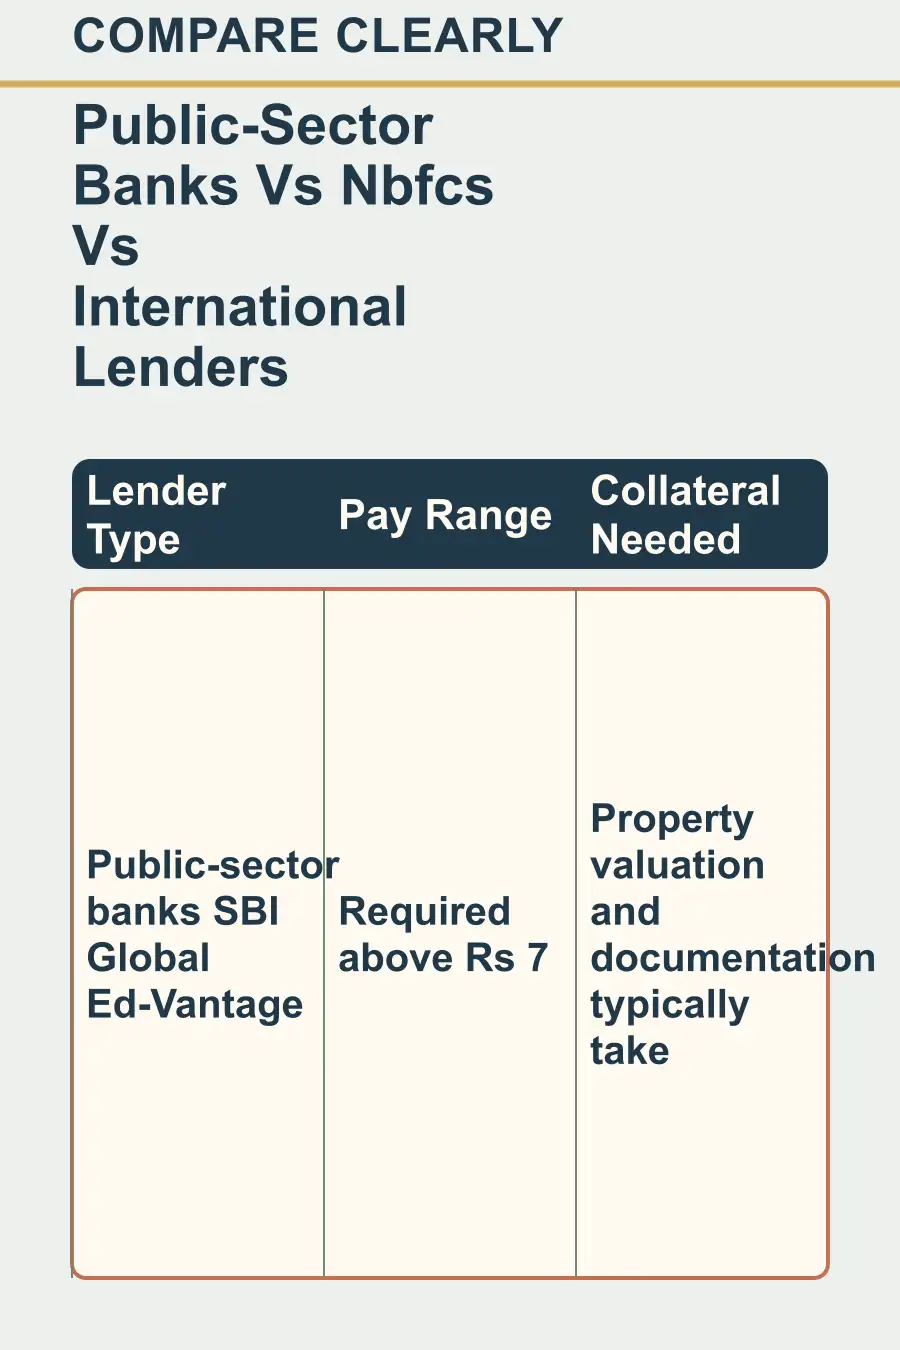 COMPARE CLEARLY
Public-Sector
Banks Vs Nbfcs
Vs
International
Lenders
Lender
Type
Pay Range
Collateral
Needed
Public-sector
banks SBI
Global
Ed-Vantage
Required
above Rs 7
Property
valuation
and
documentation
typically
take